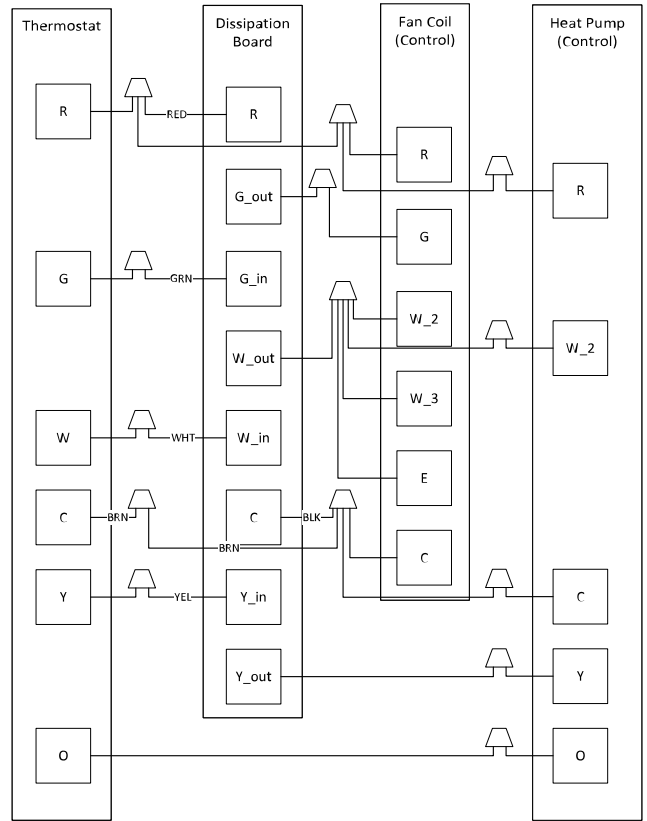 Thermostat
Dissipation
Board
Fan Coil
(Control)
Heat Pump
(Control)
R
RED
R
R
R
G_out
G
G
GRN
G_in
W_2
W_2
W_out
W_3
W
WHT
W_in
E
C
BRN
C
BLK
BRN
C
Y
YEL
Y_in
C
Y_out
Y
O
O